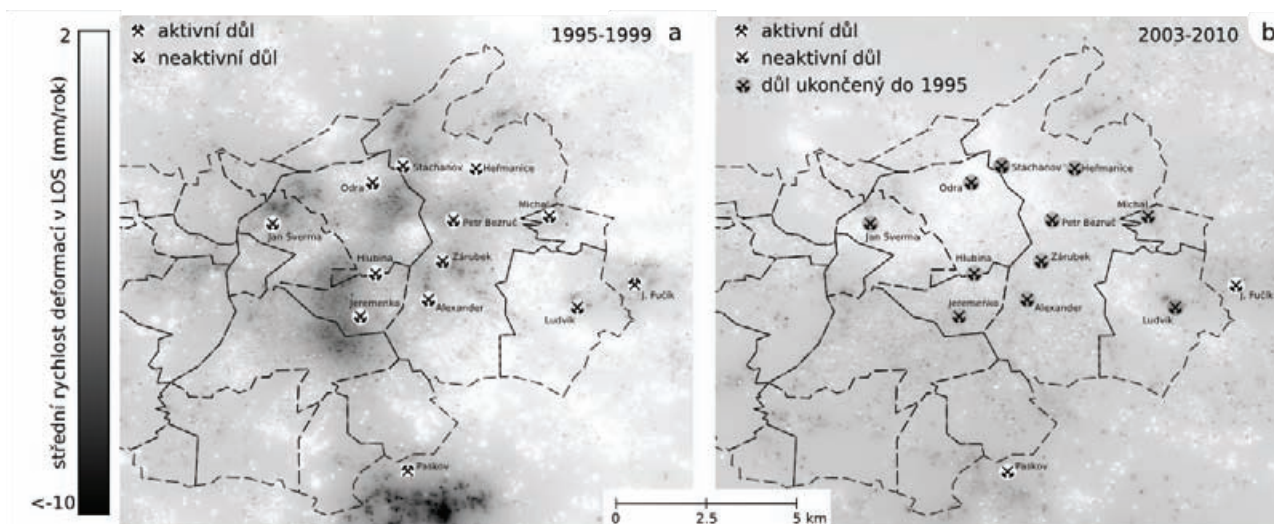 2
střední rychlost deformací v LOS (mm/rok)
<-10
aktivní důl
neaktivní důl
1995-1999
a
Stachanov
Heřmanice
Odra
Michal
Petr Bezruč
Jan Šverma
Hlubina
Zárubek
J. Fučík
Jeremenko
Alexander
Ludvík
Paskov
aktivní důl
neaktivní důl
důl ukončený do 1995
2003-2010
b
Stachanov
Heřmanice
Odra
Michal
Petr Bezruč
Jan Šverma
Hlubina
Zárubek
J. Fučík
Jeremenko
Alexander
Ludvík
Paskov
0
2.5
5 km